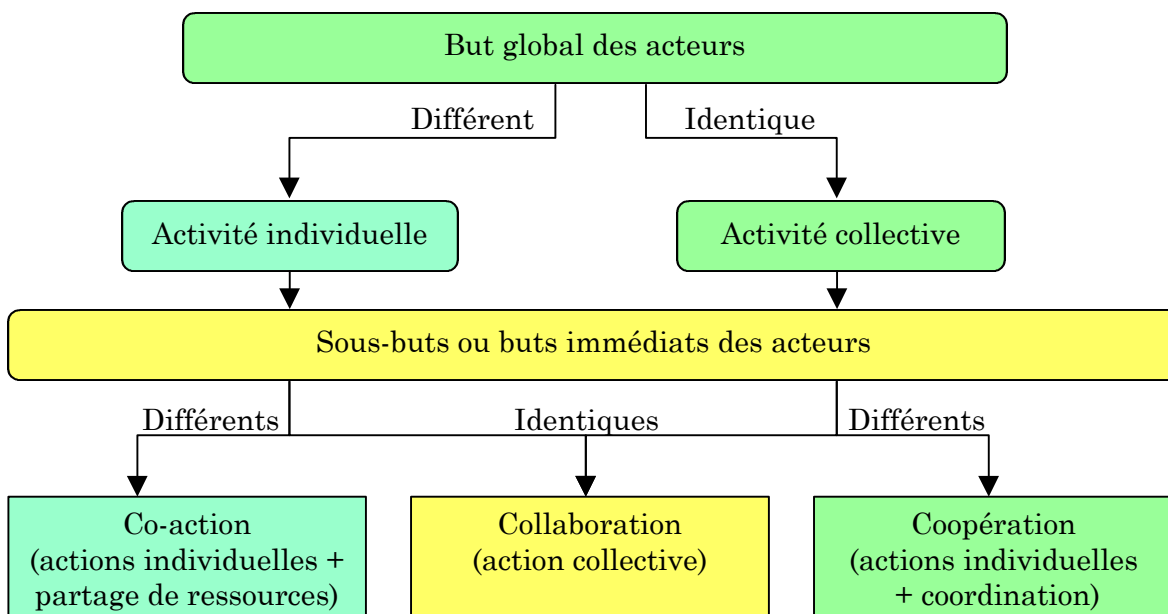 But global des acteurs
Différent
Identique
Activité individuelle
Activité collective
Sous-buts ou buts immédiats des acteurs
Différents
Identiques
Différents
Co-action
(actions individuelles +
partage de ressources)
Collaboration
(action collective)
Coopération
(actions individuelles
+ coordination)